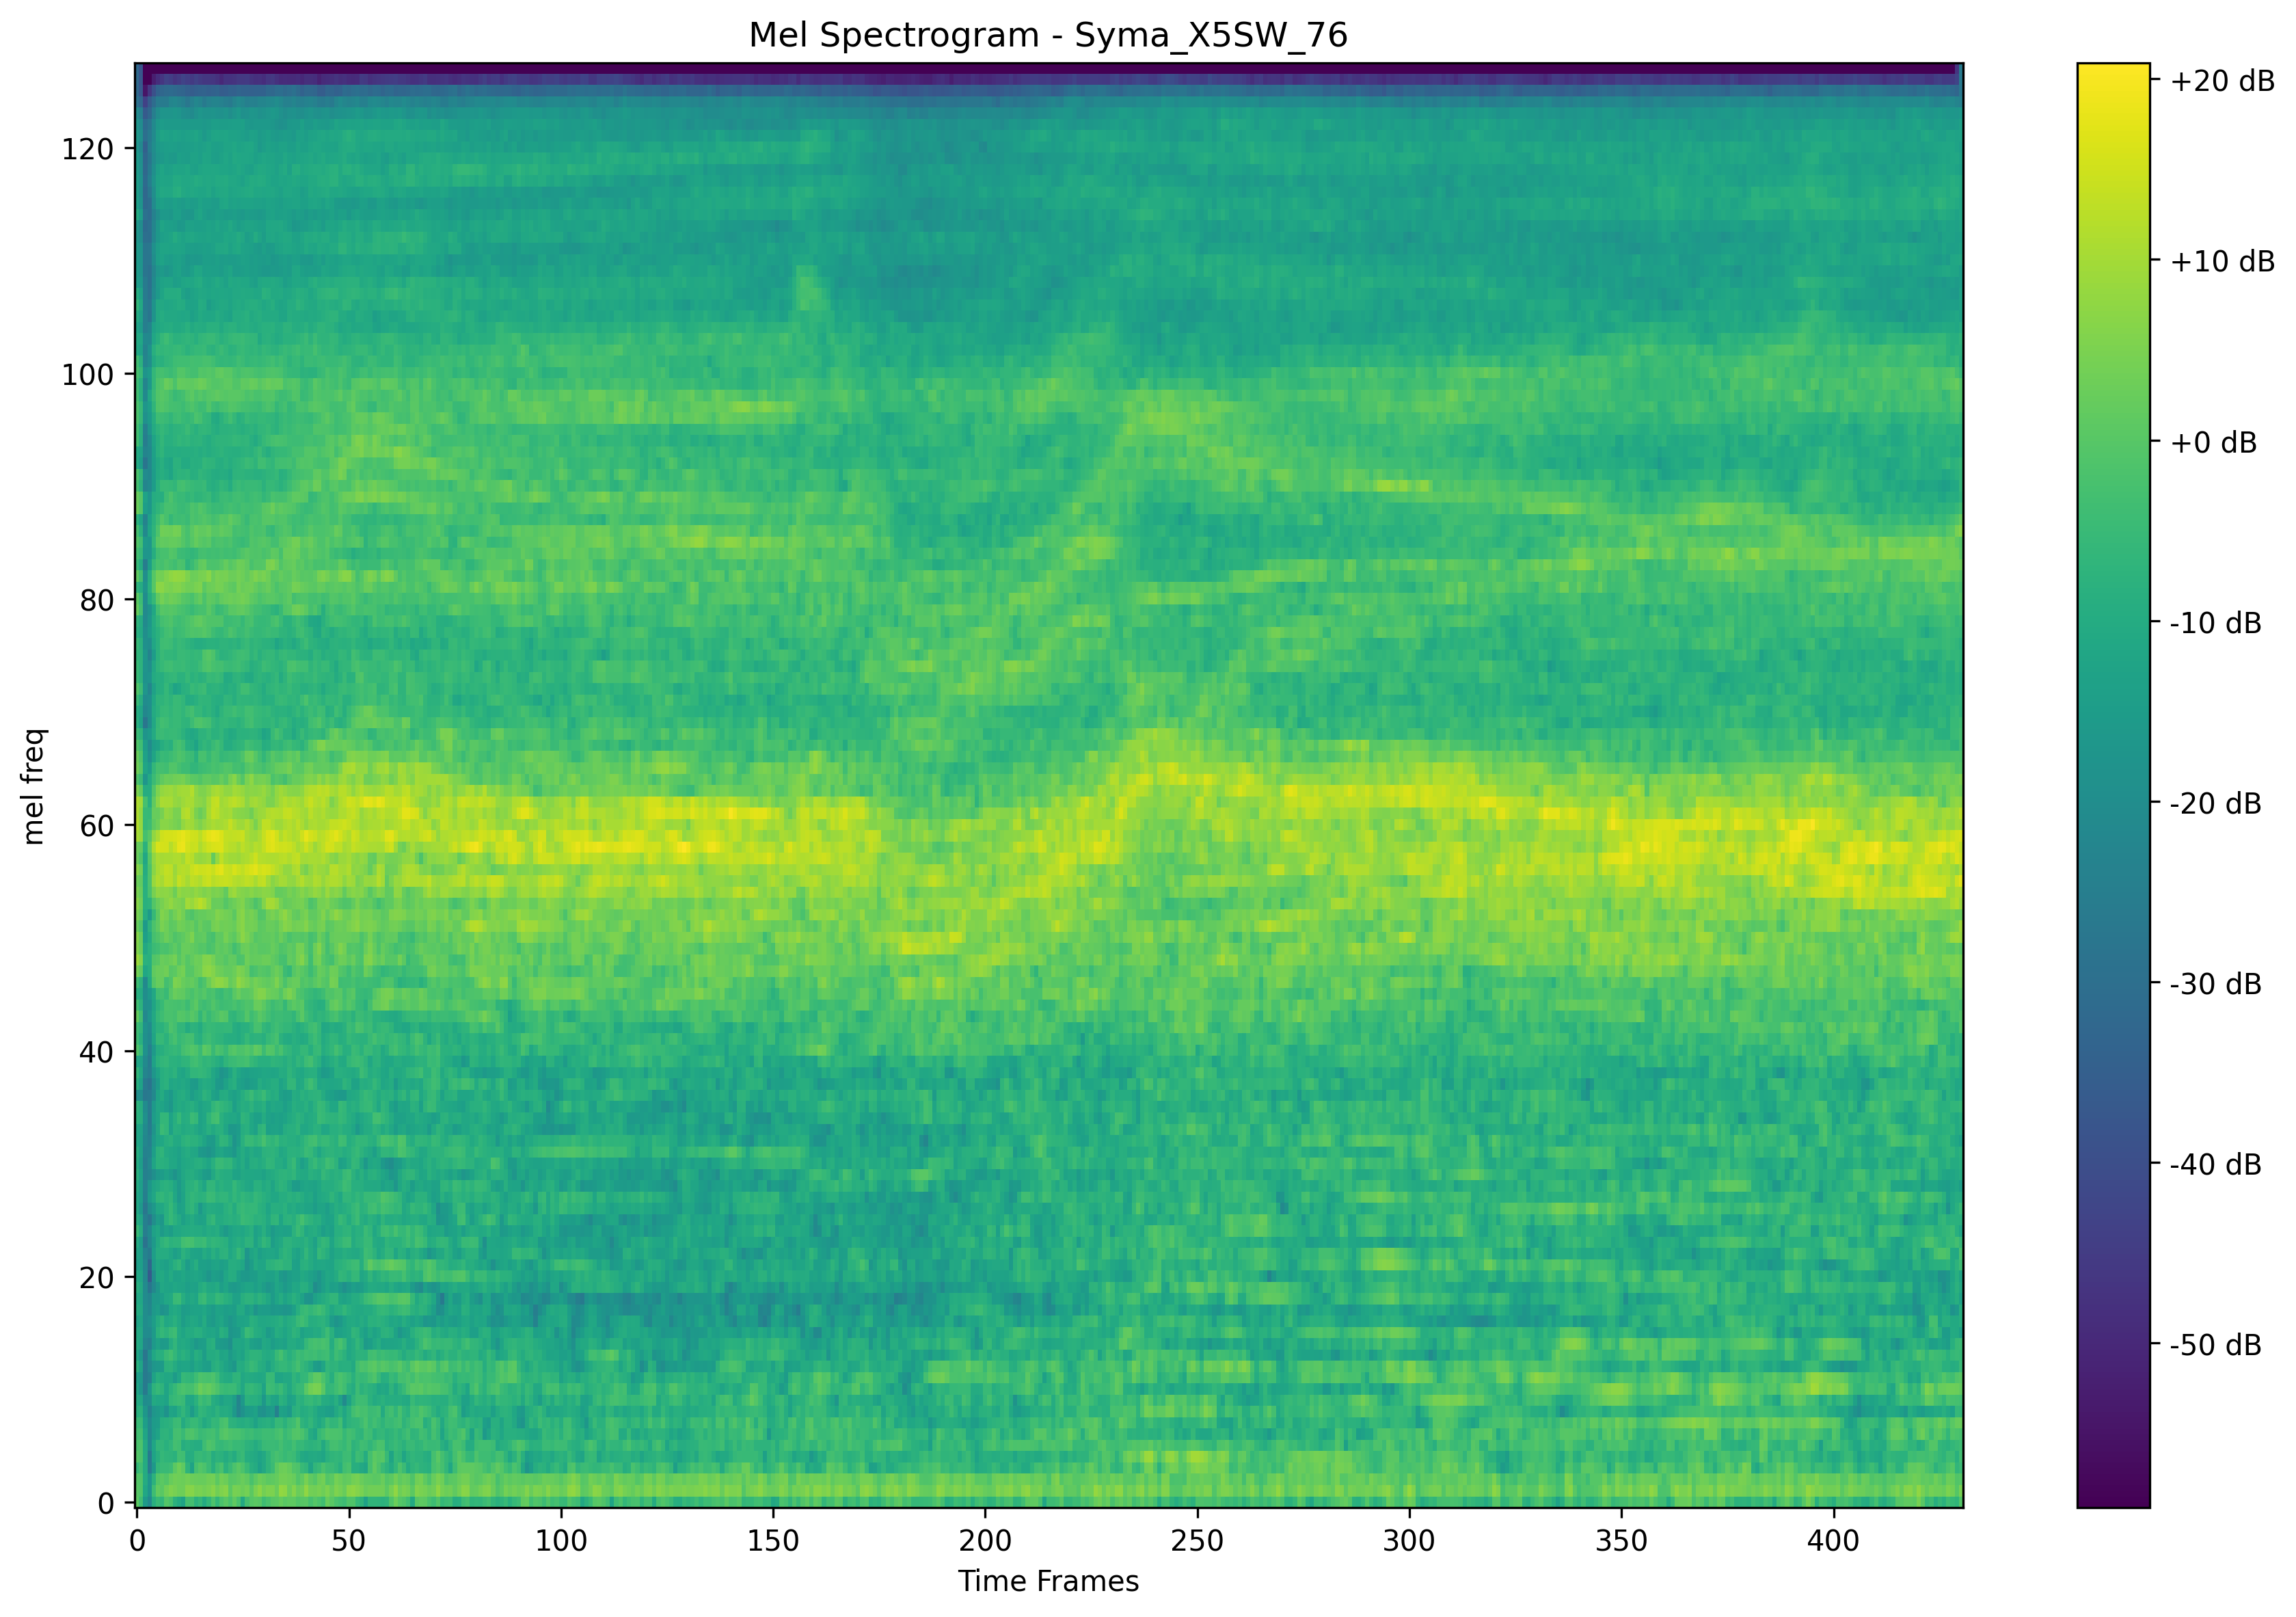 Mel Spectrogram - Syma_X5SW_76
mel freq
120
100
80
60
40
20
0
0 50 100 150 200 250 300 350 400
Time Frames
+20 dB
+10 dB
+0 dB
-10 dB
-20 dB
-30 dB
-40 dB
-50 dB